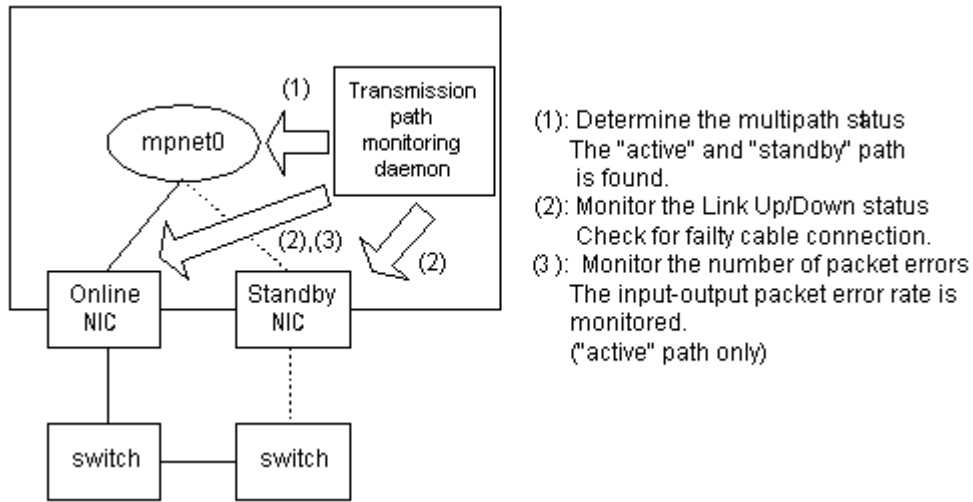 (1)
Transmission
path
monitoring
daemon
mpnet0
(2),(3)
(2)
Online
NIC
Standby
NIC
switch
switch
(1): Determine the multipath status
The "active" and "standby" path
is found.
(2): Monitor the Link Up/Down status
Check for failty cable connection.
(3 ): Monitor the number of packet errors
The input-output packet error rate is
monitored.
("active" path only)